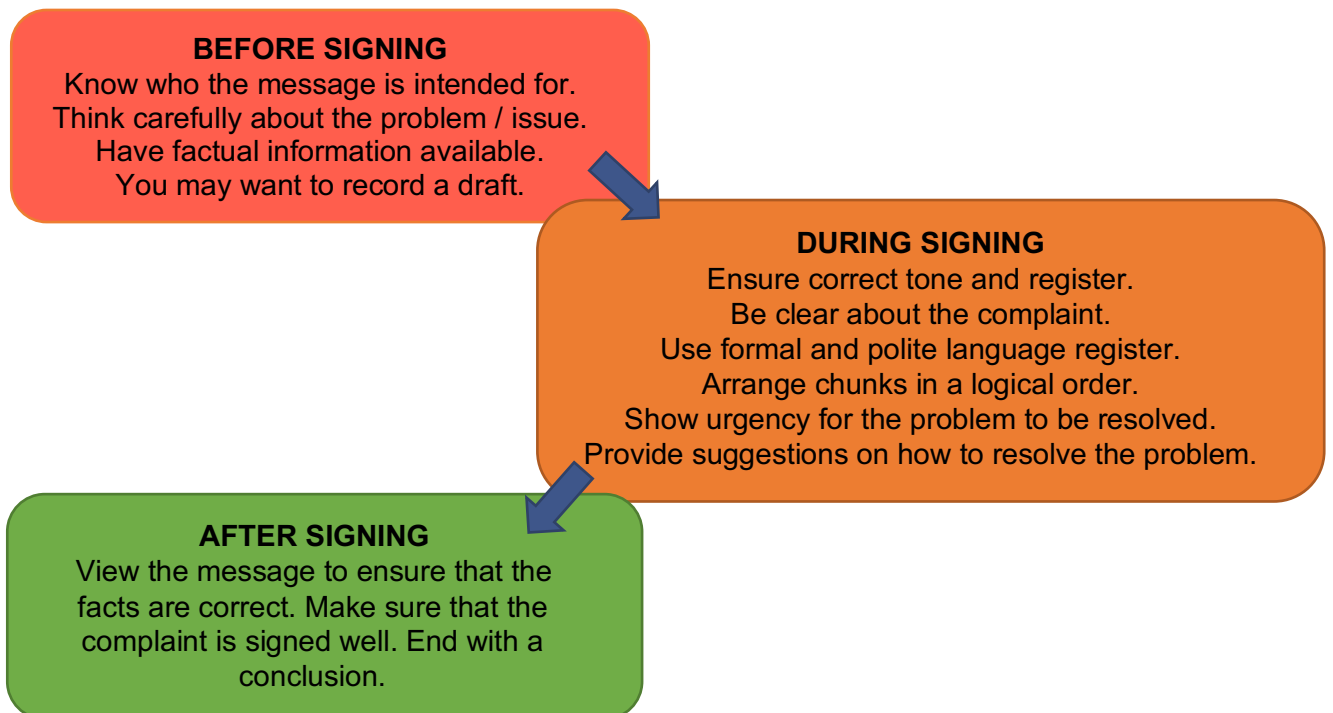 BEFORE SIGNING
Know who the message is intended for.
Think carefully about the problem / issue.
Have factual information available.
You may want to record a draft.
DURING SIGNING
Ensure correct tone and register.
Be clear about the complaint.
Use formal and polite language register.
Arrange chunks in a logical order.
Show urgency for the problem to be resolved.
Provide suggestions on how to resolve the problem.
AFTER SIGNING
View the message to ensure that the
facts are correct. Make sure that the
complaint is signed well. End with a
conclusion.